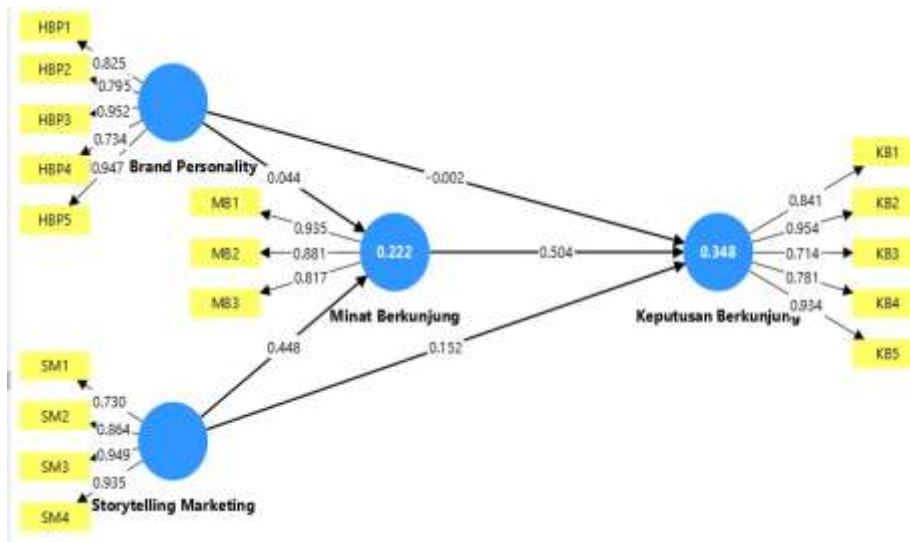 HBP1
0.825
HBP2
0.795
HBP3
0.952
0.734
HBP4
0.947
HBP5
Brand Personality
0.044
-0.002
MB1
0.935
MB2
0.881
MB3
0.817
0.222
Minat Berkunjung
0.504
0.348
Keputusan Berkunjung
KB1
0.841
KB2
0.954
KB3
0.714
0.781
KB4
0.934
KB5
0.448
0.152
SM1
0.730
SM2
0.864
SM3
0.949
0.935
SM4
Storytelling Marketing